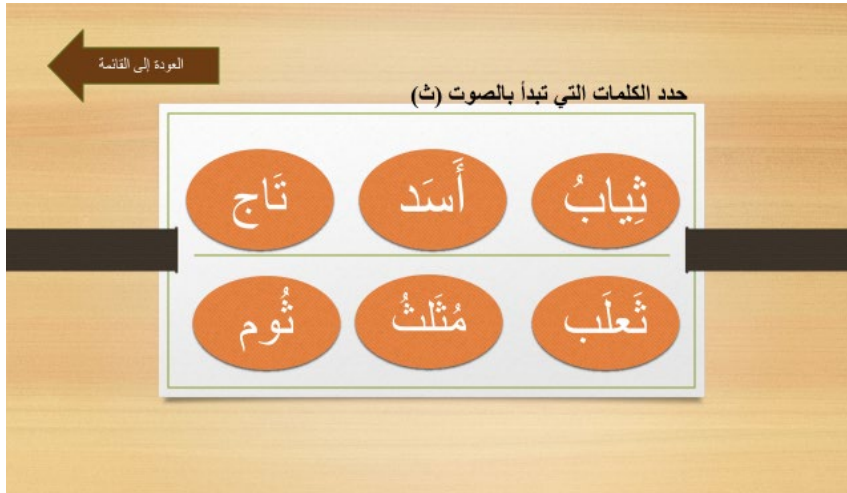 العودة إلى القائمة
حدد الكلمات التي تبدأ بالصوت (ث)
ثِيابُ أَسَد تَاج
ثَعلَب مُثَلثُ ثُوم